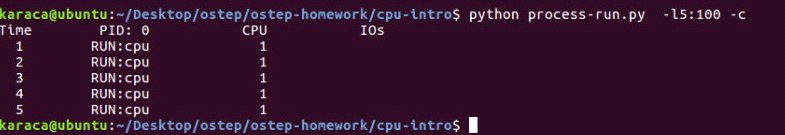 karaca@ubuntu:~/Desktop/ostep/ostep-homework/cpu-intro$ python process-run.py  -l5:100 -c
Time        PID: 0           CPU           IOs
  1        RUN:cpu             1
  2        RUN:cpu             1
  3        RUN:cpu             1
  4        RUN:cpu             1
  5        RUN:cpu             1
karaca@ubuntu:~/Desktop/ostep/ostep-homework/cpu-intro$